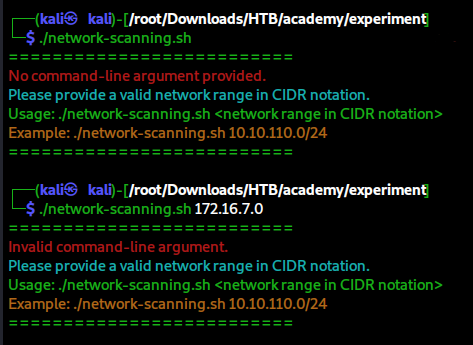 ┌──(kali㉿ kali)-[/root/Downloads/HTB/academy/experiment]
└─$ ./network-scanning.sh
==========================
No command-line argument provided.
Please provide a valid network range in CIDR notation.
Usage: ./network-scanning.sh <network range in CIDR notation>
Example: ./network-scanning.sh 10.10.110.0/24
==========================
┌──(kali㉿ kali)-[/root/Downloads/HTB/academy/experiment]
└─$ ./network-scanning.sh 172.16.7.0
==========================
Invalid command-line argument.
Please provide a valid network range in CIDR notation.
Usage: ./network-scanning.sh <network range in CIDR notation>
Example: ./network-scanning.sh 10.10.110.0/24
==========================